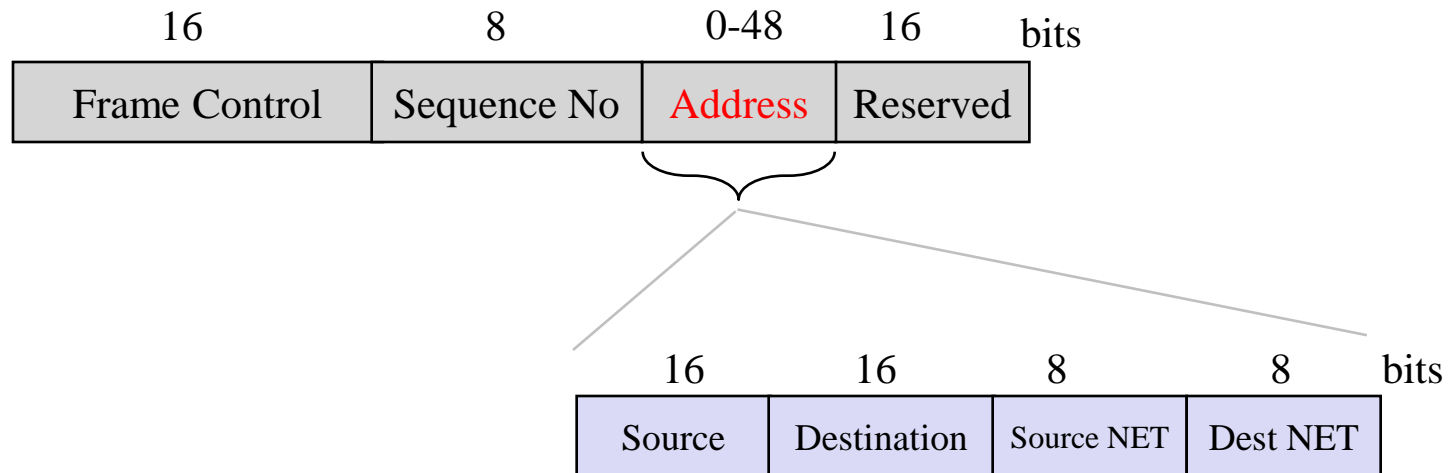 16 8 0-48 16 bits
Frame Control Sequence No Address Reserved
16 16 8 8 bits
Source Destination Source NET Dest NET